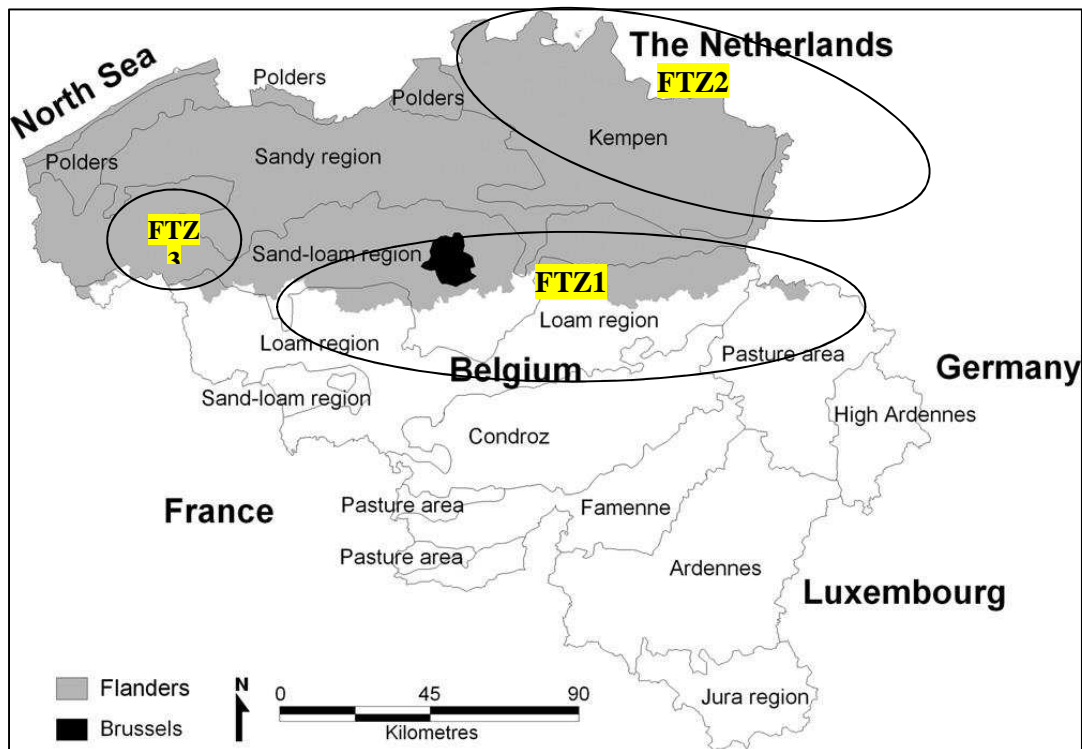 The Netherlands
FTZ2
North Sea
Polders
Polders
Kempen
Polders
Sandy region
FTZ
3
Sand-loam region
FTZ1
Loam region
Loam region
Belgium
Pasture area
Germany
Sand-loam region
High Ardennes
Condroz
France
Pasture area
Famenne
Pasture area
Ardennes
Luxembourg
Flanders
N
0
45
90
Jura region
Brussels
Kilometres